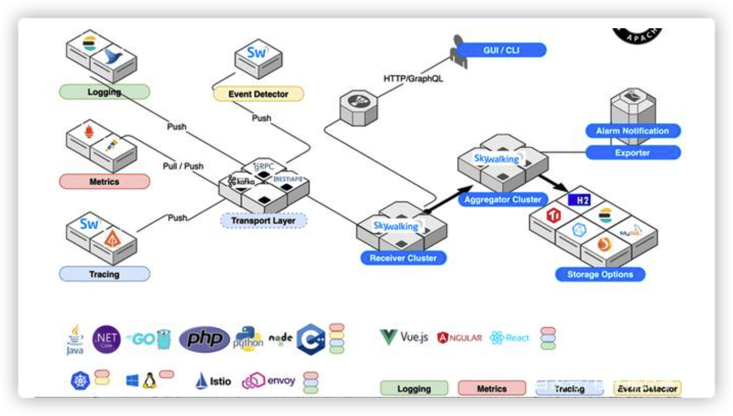 APACHE
GUI / CLI
HTTP/GraphQL
Sw
Logging
Event Detector
Push
Push
Alarm Notification
Exporter
Metrics
Pull / Push
gRPC
kafka
Skywalking
Aggregator Cluster
H2
Sw
Push
Transport Layer
Skywalking
Receiver Cluster
Tracing
Storage Options
Java
.NET
Core
GO
php
python
node
C++
Vue.js
ANGULAR
React
Istio
envoy
Logging
Metrics
Tracing
Event Detector